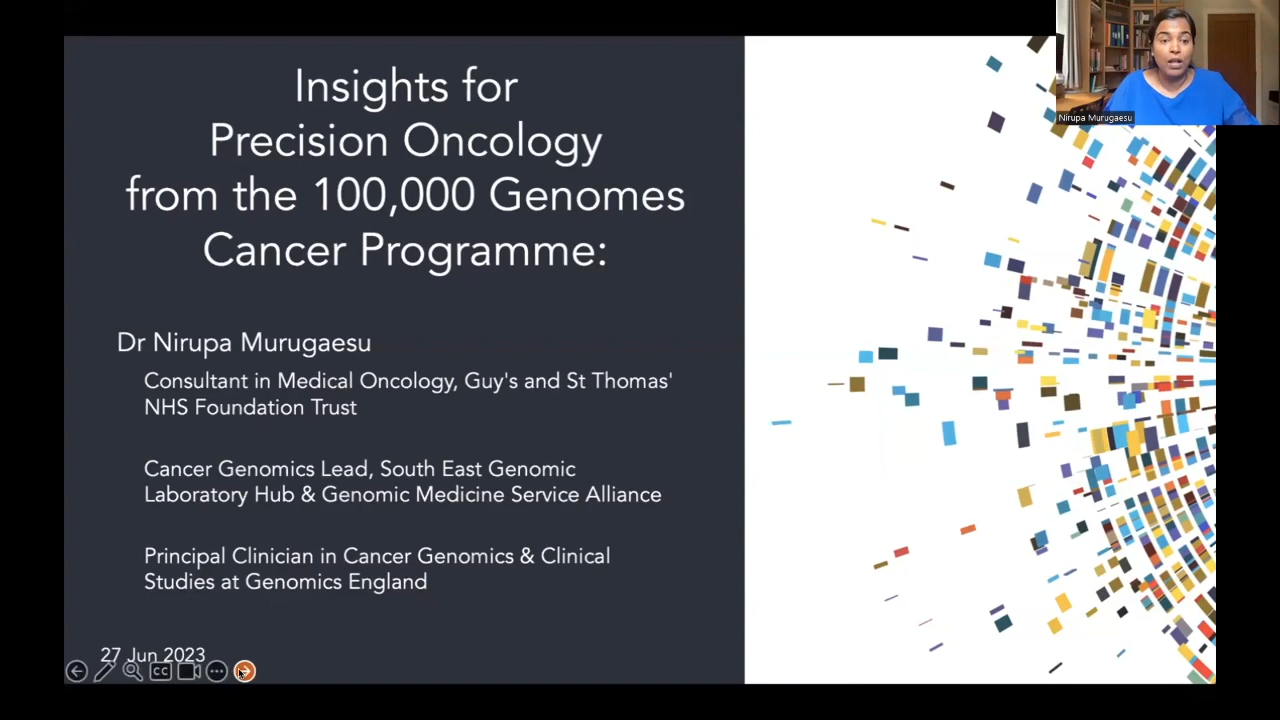 Insights for
Precision Oncology
from the 100,000 Genomes
Cancer Programme:
Dr Nirupa Murugaesu
Consultant in Medical Oncology, Guy's and St Thomas'
NHS Foundation Trust
Cancer Genomics Lead, South East Genomic
Laboratory Hub & Genomic Medicine Service Alliance
Principal Clinician in Cancer Genomics & Clinical
Studies at Genomics England
27 Jun 2023
CC
Nirupa Murugaesu